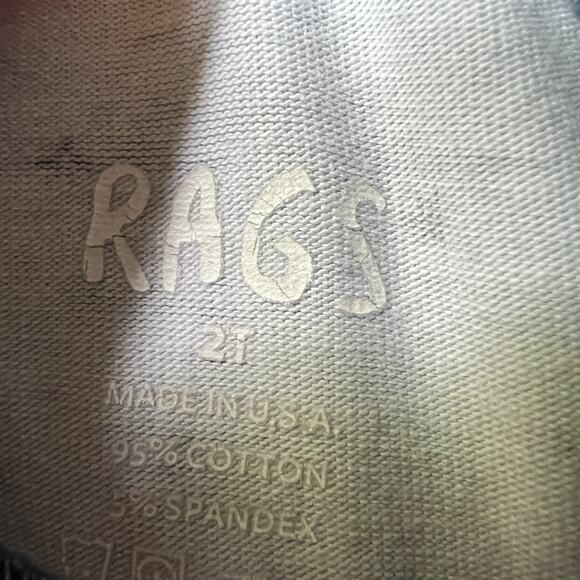 RAGS
2T
MADE IN U.S.A.
95% COTTON
5% SPANDEX